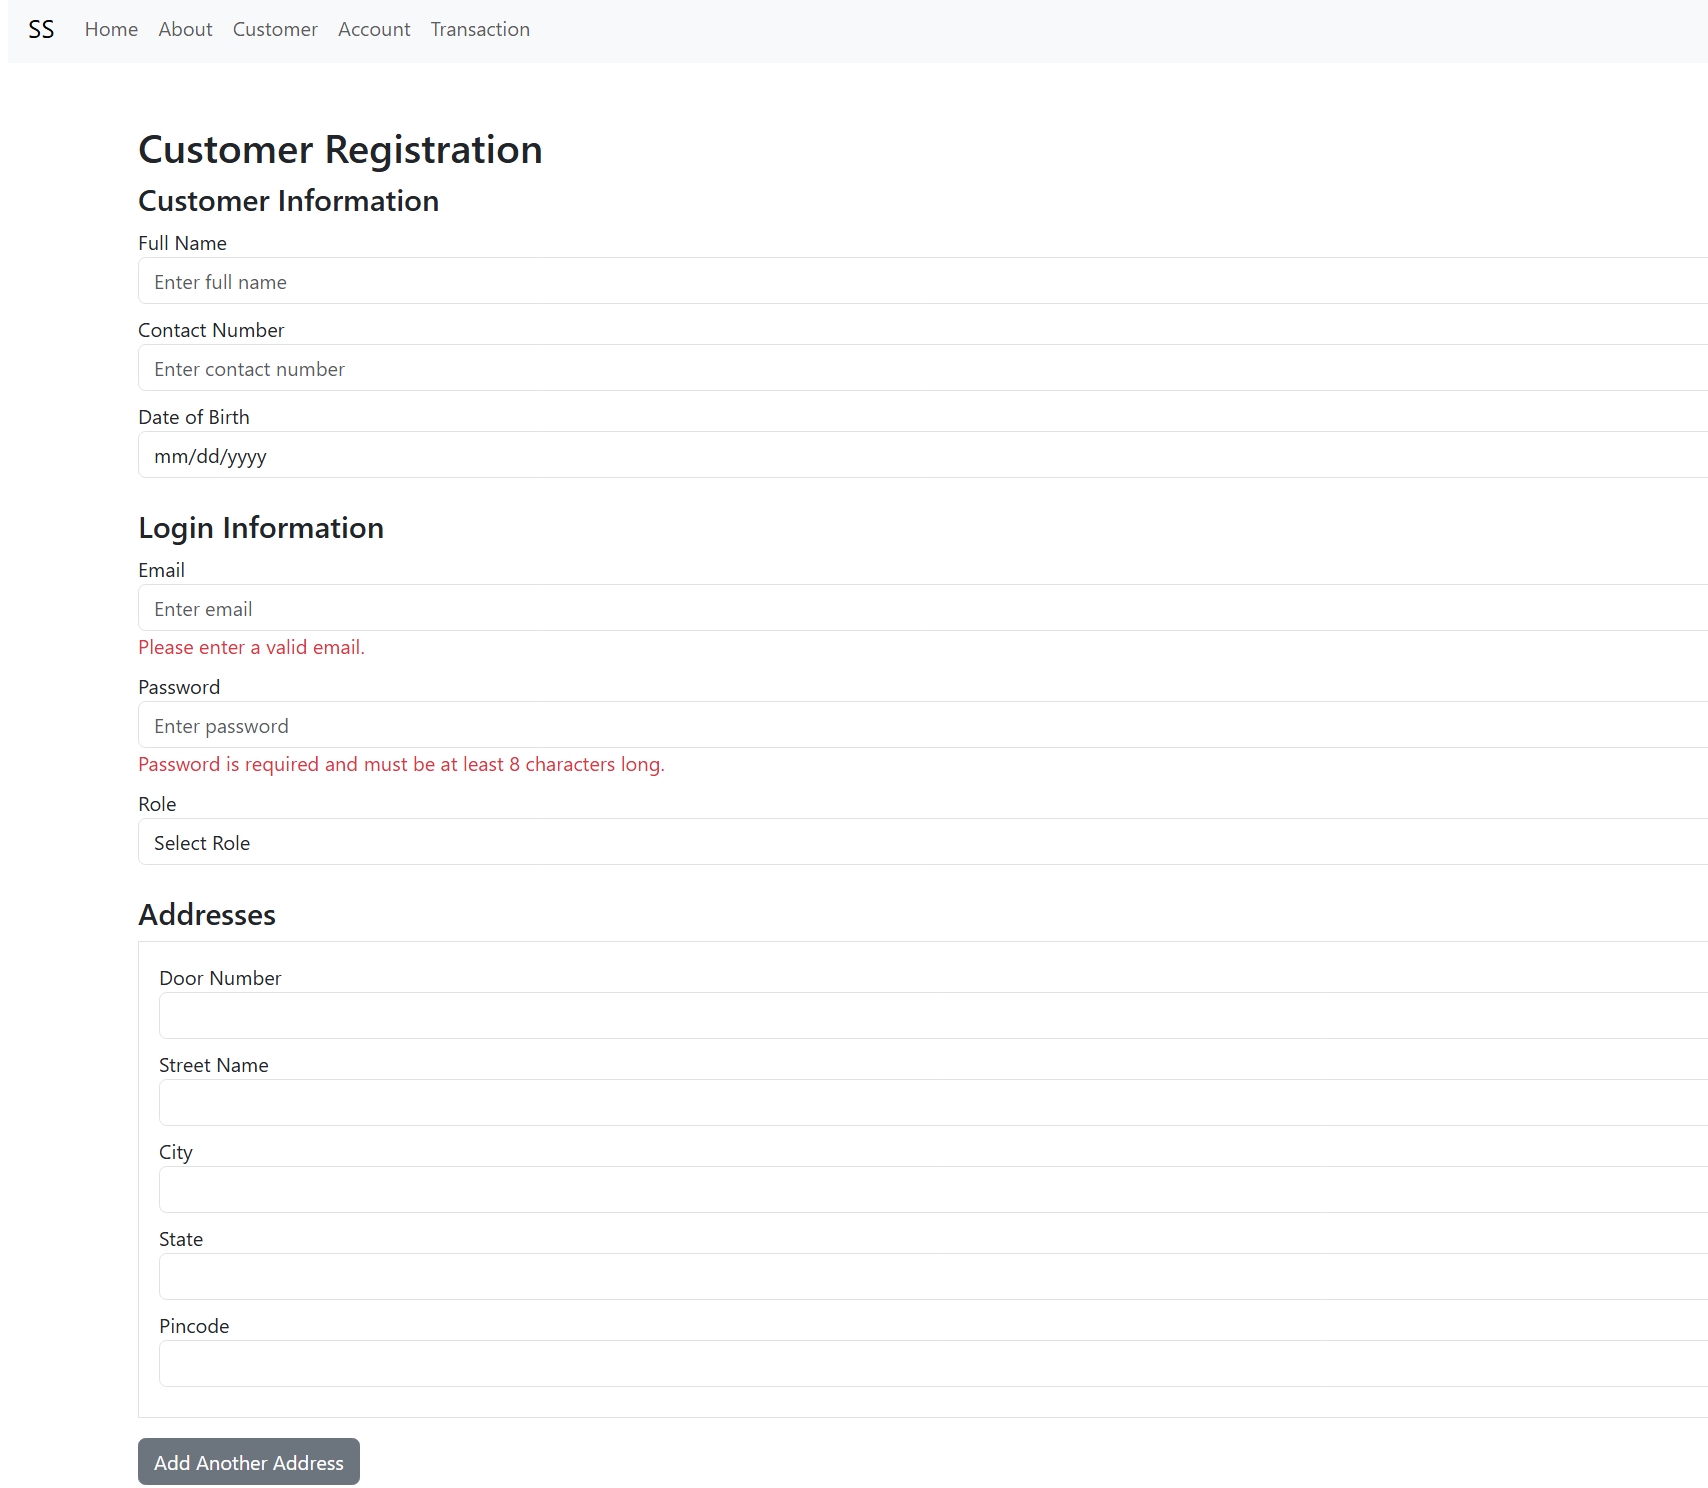 SS Home About Customer Account Transaction
Customer Registration
Customer Information
Full Name
Enter full name
Contact Number
Enter contact number
Date of Birth
mm/dd/yyyy
Login Information
Email
Enter email
Please enter a valid email.
Password
Enter password
Password is required and must be at least 8 characters long.
Role
Select Role
Addresses
Door Number
Street Name
City
State
Pincode
Add Another Address